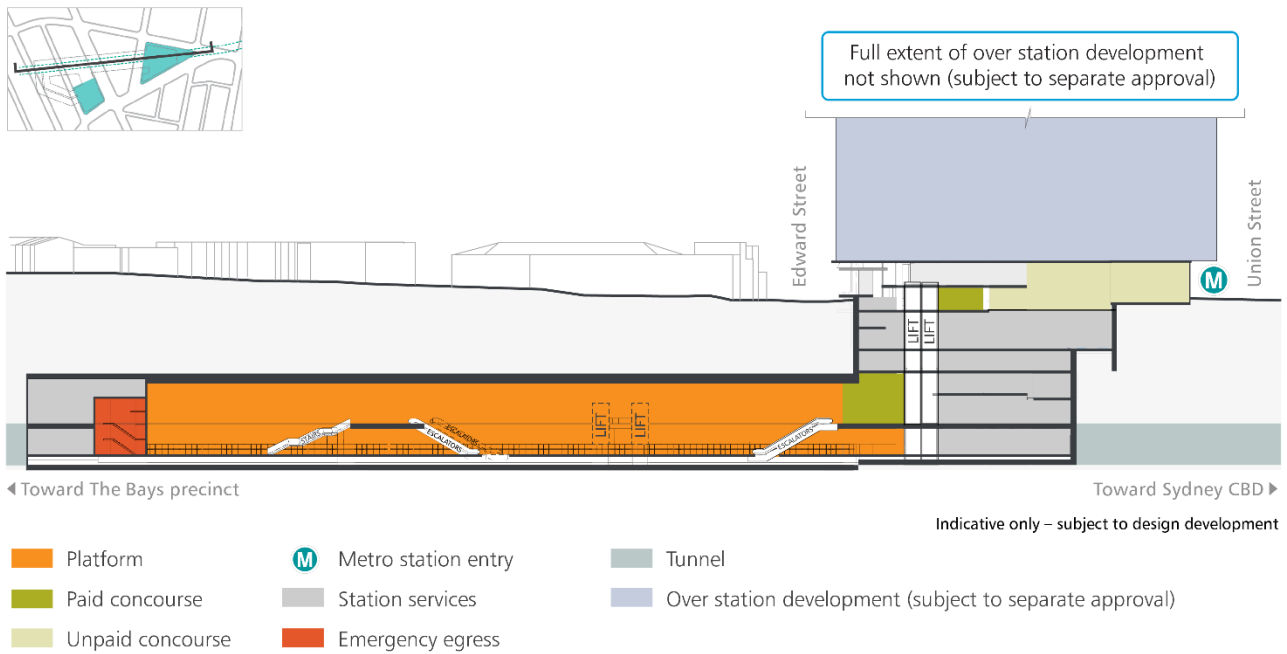 Full extent of over station development
not shown (subject to separate approval)
Edward Street
Union Street
M
LIFT
LIFT
LIFT
LIFT
STAIRS
ESCALATORS
ESCALATORS
ESCALATORS
Toward The Bays precinct
Toward Sydney CBD
Indicative only – subject to design development
Platform
M Metro station entry
Tunnel
Paid concourse
Station services
Over station development (subject to separate approval)
Unpaid concourse
Emergency egress